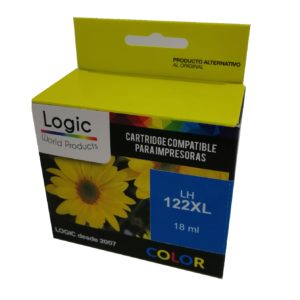 PRODUCTO ALTERNATIVO
AL ORIGINAL
Logic
World Products
CARTRIDGE COMPATIBLE
PARA IMPRESORAS
LH
122XL
18 ml
LOGIC desde 2007
COLOR